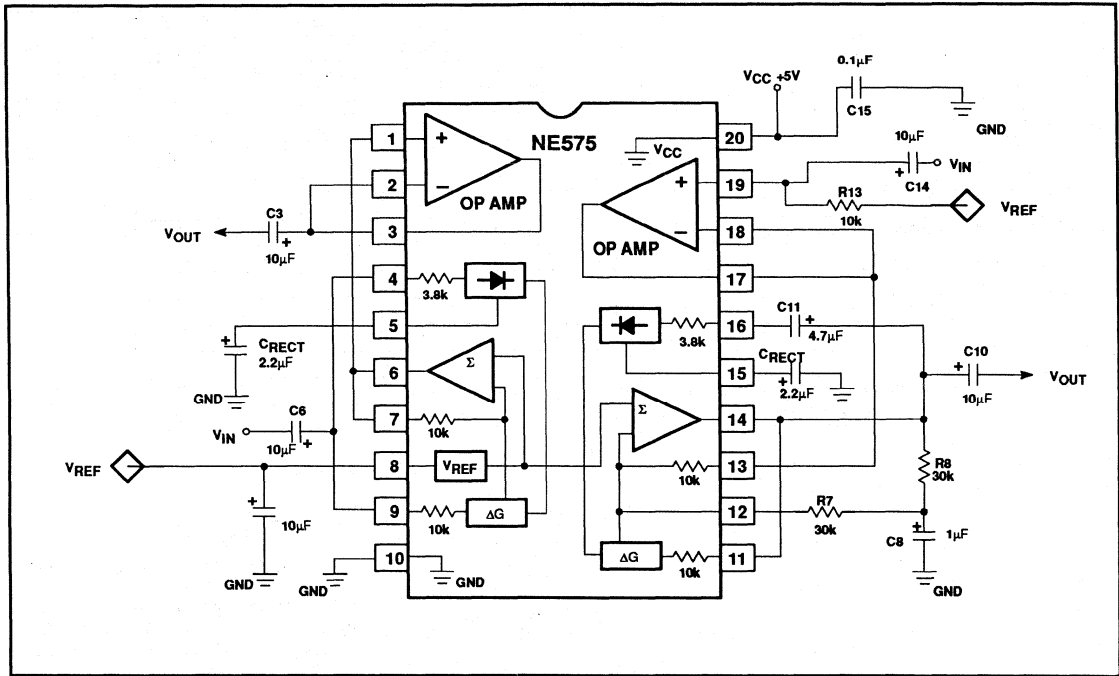 NE575
1
2
3
4
5
6
7
8
9
10
20
19
18
17
16
15
14
13
12
11
+
−
OP AMP
C3
+
10µF
VOUT
3.8k
+
CRECT
2.2µF
GND
Σ
10k
VIN
C6
10µF
+
VREF
VREF
+
10µF
GND
10k
ΔG
GND
GND
VCC +5V
0.1µF
C15
GND
VCC
10µF
+
C14
VIN
R13
10k
VREF
+
−
OP AMP
3.8k
C11
+
4.7µF
CRECT
+
2.2µF
C10
+
10µF
VOUT
Σ
10k
R8
30k
R7
30k
+
C8
1µF
GND
ΔG
10k